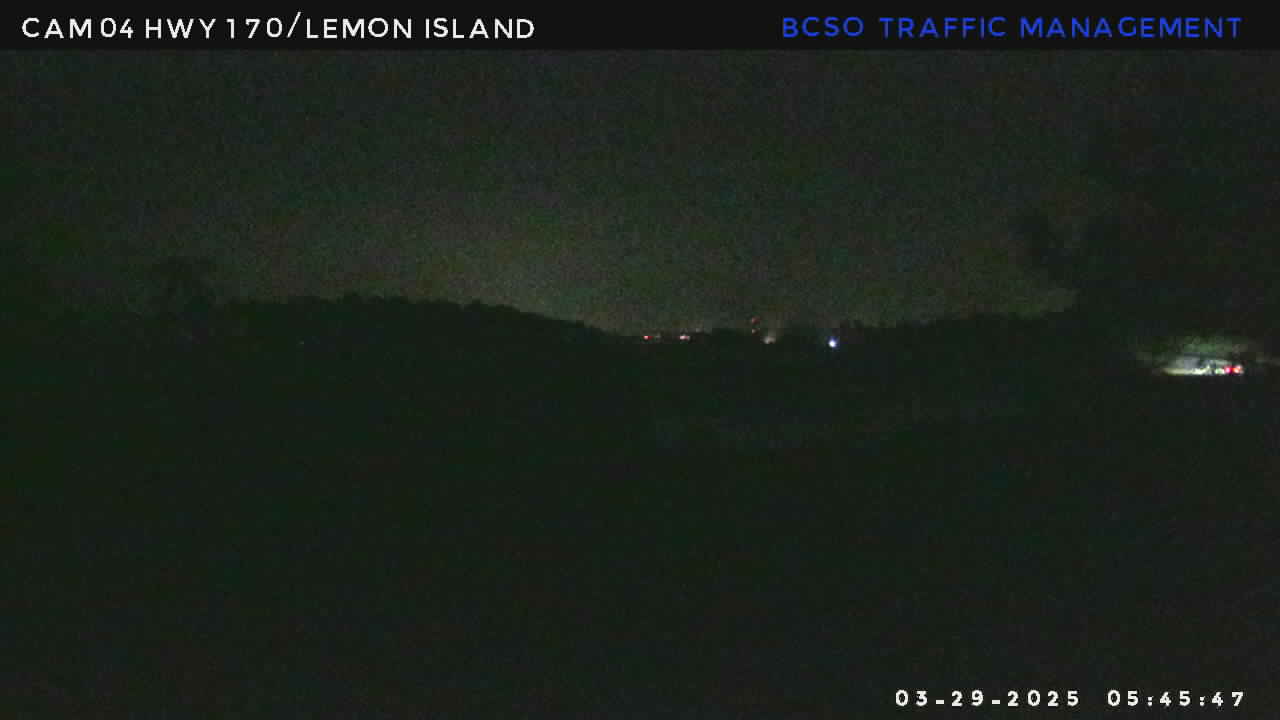 CAM04 HWY 170/LEMON ISLAND
BCSO TRAFFIC MANAGEMENT
03-29-2025 05:45:47